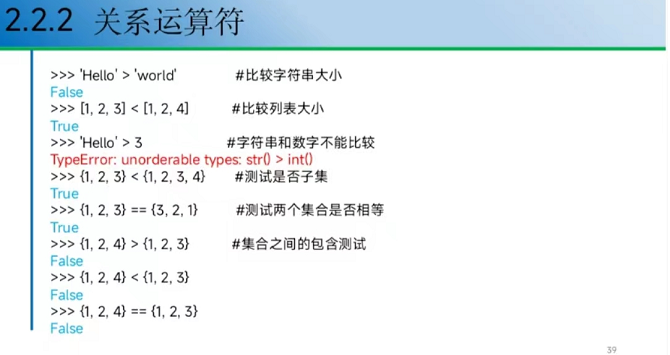 2.2.2 关系运算符
>>> 'Hello' > 'world' #比较字符串大小
False
>>> [1, 2, 3] < [1, 2, 4] #比较列表大小
True
>>> 'Hello' > 3 #字符串和数字不能比较
TypeError: unorderable types: str() > int()
>>> {1, 2, 3} < {1, 2, 3, 4} #测试是否子集
True
>>> {1, 2, 3} == {3, 2, 1} #测试两个集合是否相等
True
>>> {1, 2, 4} > {1, 2, 3} #集合之间的包含测试
False
>>> {1, 2, 4} < {1, 2, 3}
False
>>> {1, 2, 4} == {1, 2, 3}
False
39